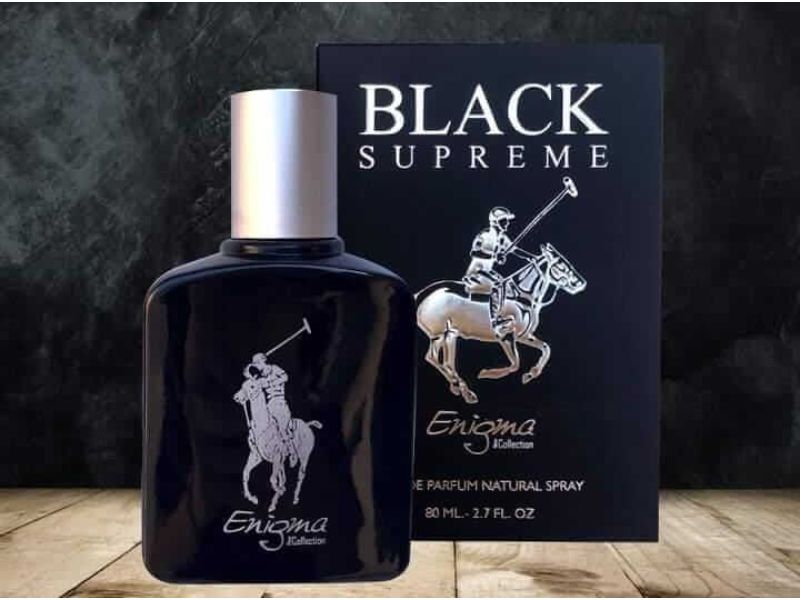 BLACK
SUPREME
Enigma
Collection
DE PARFUM NATURAL SPRAY
80 ML.- 2.7 FL. OZ
Enigma
Collection